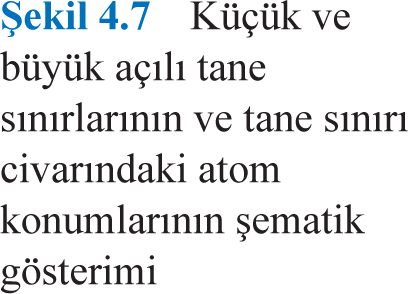 Şekil 4.7 Küçük ve
büyük açılı tane
sınırlarının ve tane sınırı
civarındaki atom
konumlarının şematik
gösterimi